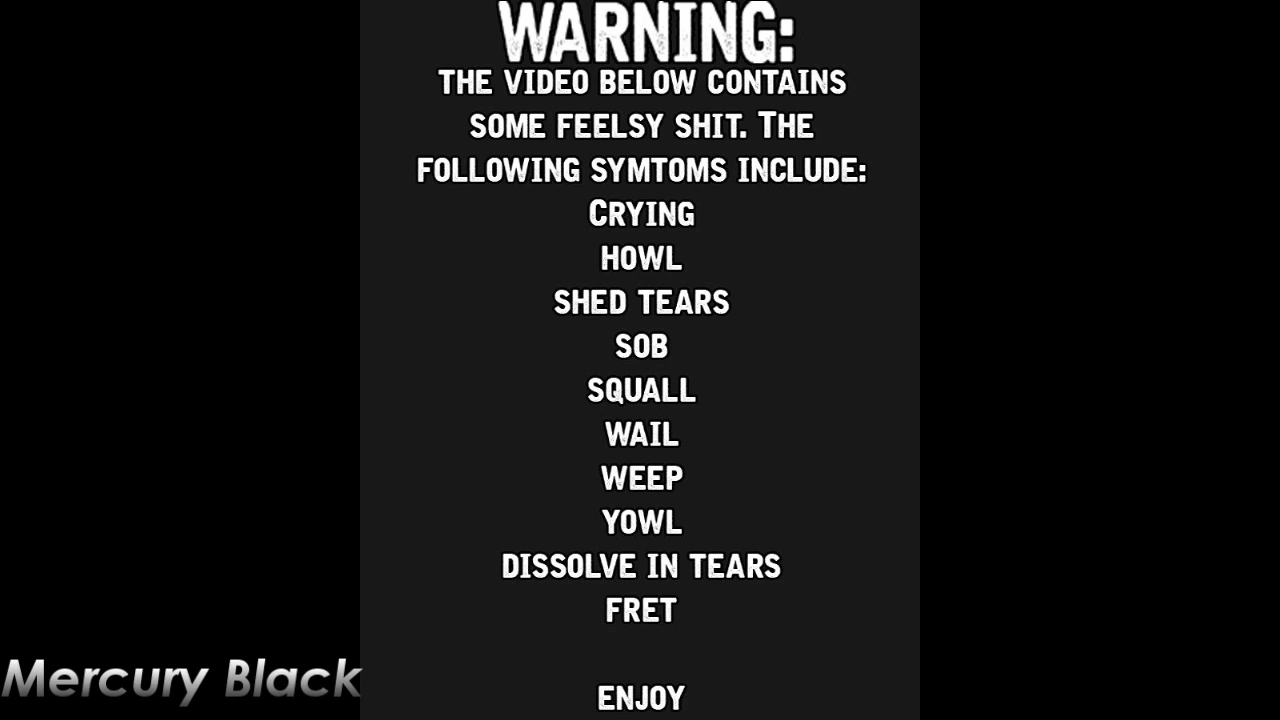 WARNING:
THE VIDEO BELOW CONTAINS
SOME FEELSY SHIT. THE
FOLLOWING SYMTOMS INCLUDE:
CRYING
HOWL
SHED TEARS
SOB
SQUALL
WAIL
WEEP
YOWL
DISSOLVE IN TEARS
FRET
ENJOY
Mercury Black